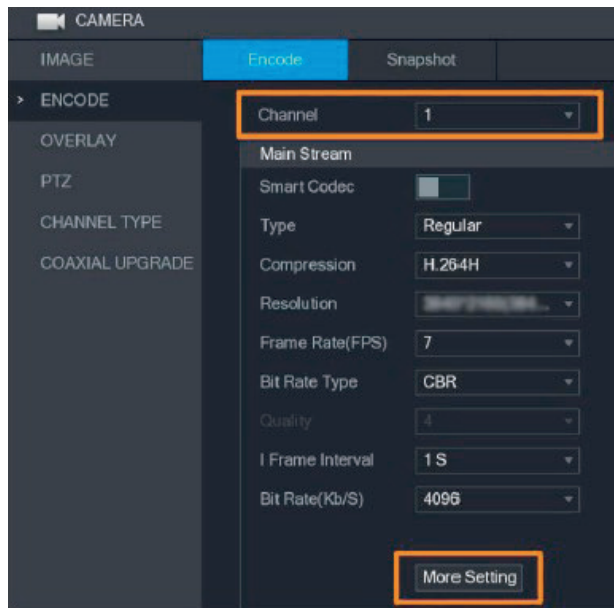 CAMERA
IMAGE
Encode Snapshot
> ENCODE
Channel 1
OVERLAY
Main Stream
PTZ
Smart Codec
CHANNEL TYPE
Type Regular
COAXIAL UPGRADE
Compression H.264H
Resolution
Frame Rate(FPS) 7
Bit Rate Type CBR
Quality 4
I Frame Interval 1 S
Bit Rate(Kb/S) 4096
More Setting